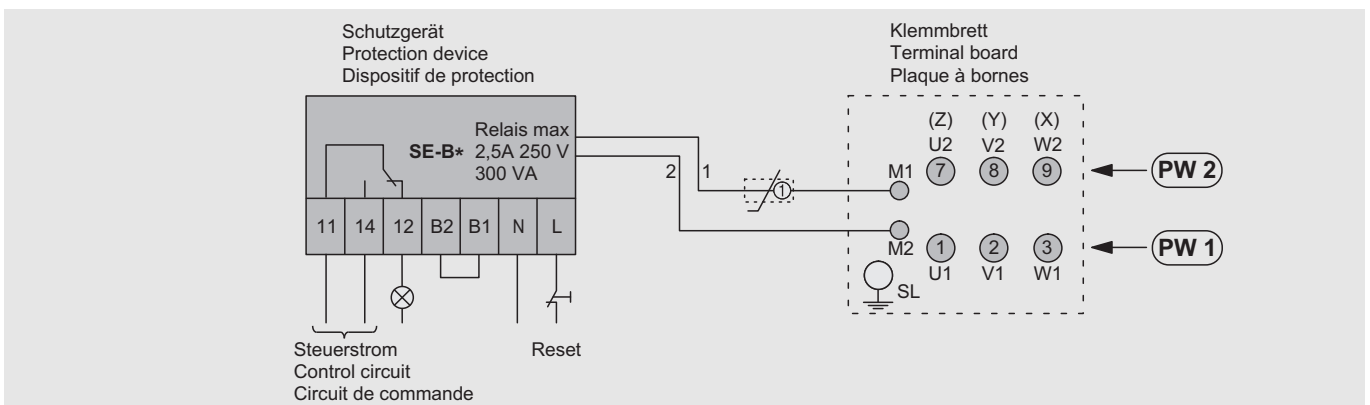 Schutzgerät
Protection device
Dispositif de protection
Klemmbrett
Terminal board
Plaque à bornes
Relais max
SE-B* 2,5A 250 V
300 VA
2 1
1
11 14 12 B2 B1 N L
(Z) (Y) (X)
U2 V2 W2
M1 7 8 9
PW 2
M2 1 2 3
PW 1
U1 V1 W1
SL
Steuerstrom
Control circuit
Circuit de commande
Reset